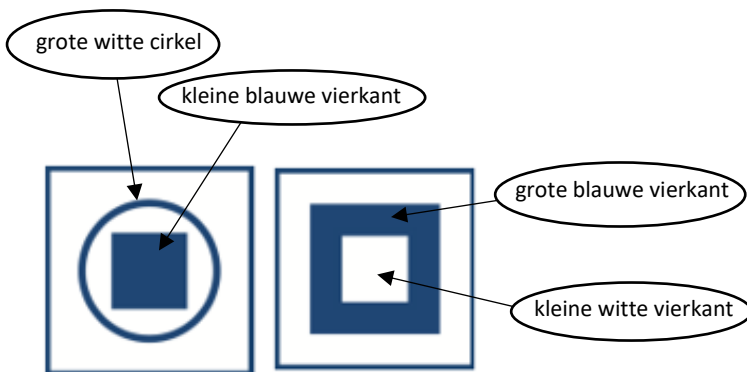 grote witte cirkel
kleine blauwe vierkant
grote blauwe vierkant
kleine witte vierkant